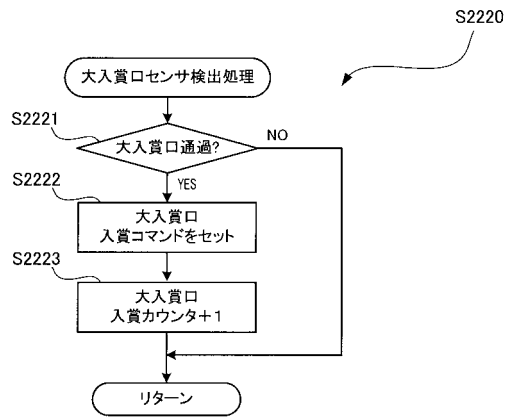 S2220
大入賞口センサ検出処理
S2221
大入賞口通過?
NO
YES
S2222
大入賞口
入賞コマンドをセット
S2223
大入賞口
入賞カウンタ+1
リターン